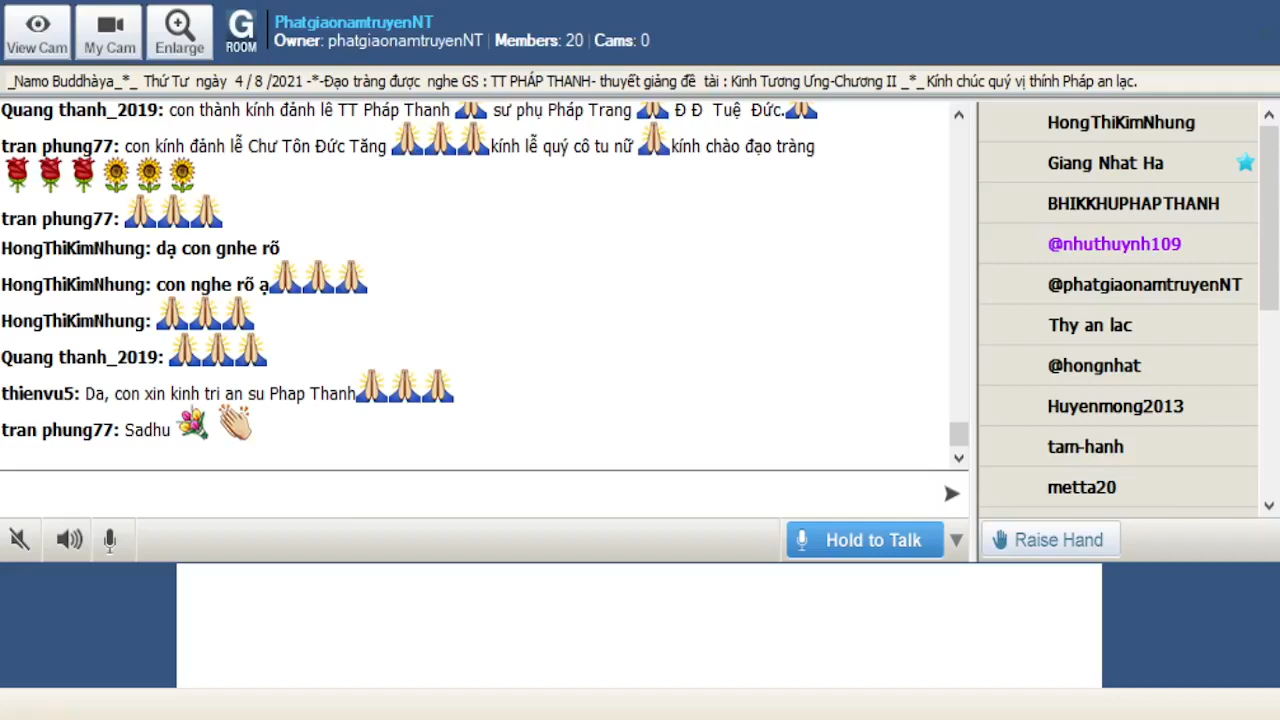 View Cam
My Cam
Enlarge
G
ROOM
PhatgiaonamtruyenNT
Owner: phatgiaonamtruyenNT | Members: 20 | Cams: 0
_Namo Buddhàya_*_ Thứ Tư ngày 4 / 8 /2021 -*-Đạo tràng được nghe GS : TT PHÁP THANH- thuyết giảng đề tài : Kinh Tương Ưng-Chương II _*_ Kính chúc quý vị thính Pháp an lạc.
Quang thanh_2019: con thành kính đảnh lê TT Pháp Thanh 🙏 sư phụ Pháp Trang 🙏 Đ Đ Tuệ Đức.🙏
tran phung77: con kính đảnh lễ Chư Tôn Đức Tăng 🙏🙏🙏kính lễ quý cô tu nữ 🙏kính chào đạo tràng
🌹🌹🌹🌻🌻🌻
tran phung77: 🙏🙏🙏
HongThiKimNhung: dạ con gnhe rõ
HongThiKimNhung: con nghe rõ ạ🙏🙏🙏
HongThiKimNhung: 🙏🙏🙏
Quang thanh_2019: 🙏🙏🙏
thienvu5: Da, con xin kinh tri an su Phap Thanh🙏🙏🙏
tran phung77: Sadhu 💐 👏
HongThiKimNhung
Giang Nhat Ha
BHIKKHUPHAPTHANH
@nhuthuynh109
@phatgiaonamtruyenNT
Thy an lac
@hongnhat
Huyenmong2013
tam-hanh
metta20
Hold to Talk
Raise Hand